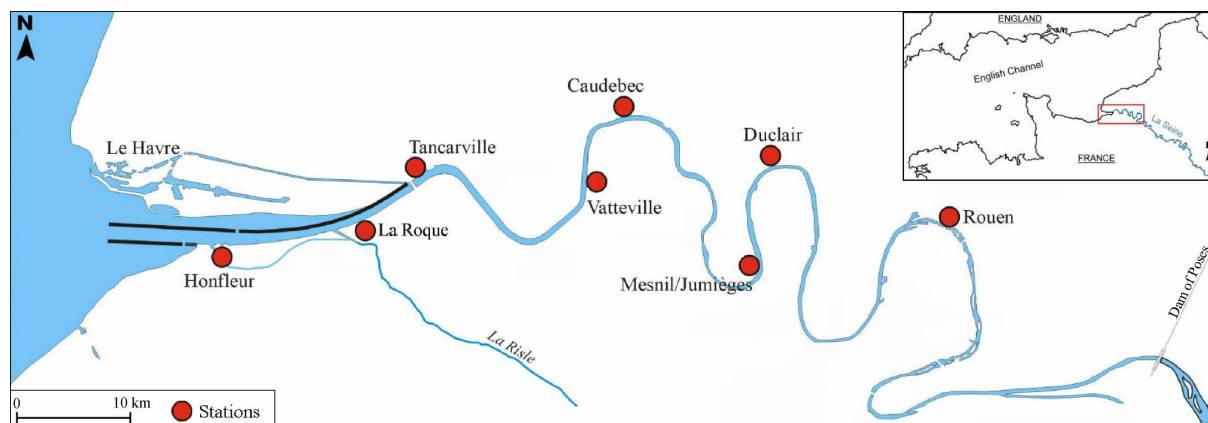 N
ENGLAND
English Channel
La Seine
FRANCE
Caudebec
Duclair
Le Havre
Tancarville
Vatteville
Rouen
La Roque
Honfleur
Mesnil/Jumièges
Dam of Poses
La Risle
0 10 km
Stations